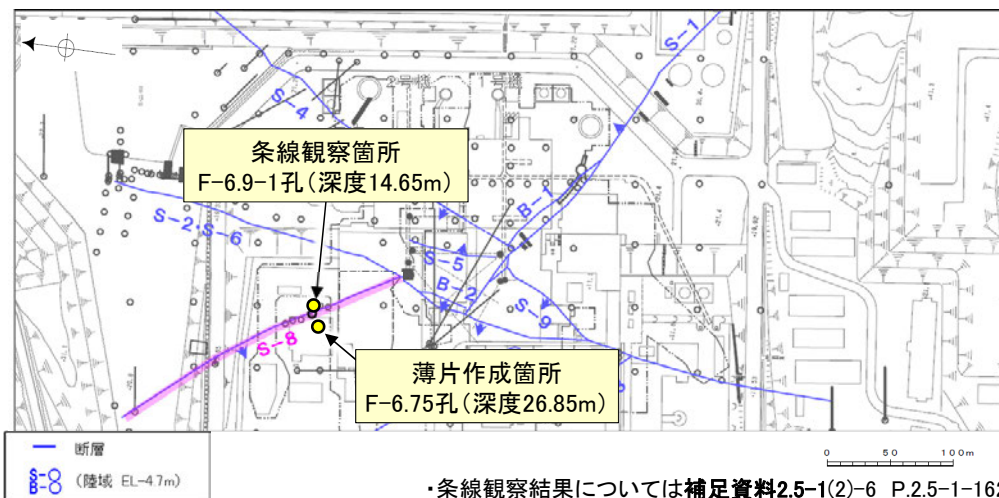 S-1
S-4
条線観察箇所
F-6.9-1孔(深度14.65m)
S-2・S-6
B-1
S-5
B-2
S-9
S-8
薄片作成箇所
F-6.75孔(深度26.85m)
断層
S-○
B-○
(陸域 EL-4.7m)
0 50 100m
・条線観察結果については補足資料2.5-1(2)-6 P.2.5-1-162